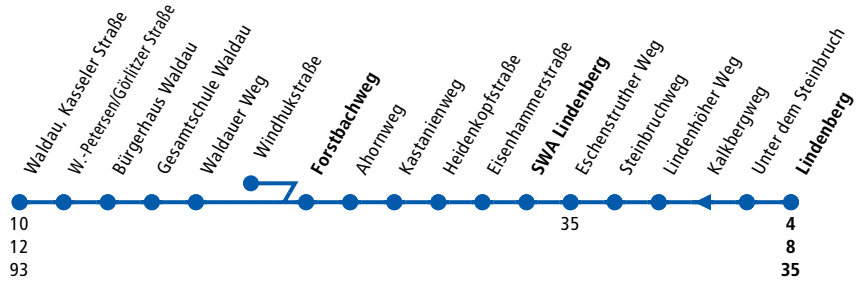 Waldau, Kasseler Straße
W.-Petersen/Görlitzer Straße
Bürgerhaus Waldau
Gesamtschule Waldau
Waldauer Weg
Windhukstraße
Forstbachweg
Ahornweg
Kastanienweg
Heidenkopfstraße
Eisenhammerstraße
SWA Lindenberg
Eschenstruther Weg
Steinbruchweg
Lindenhöher Weg
Kalkbergweg
Unter dem Steinbruch
Lindenberg
10
12
93
35
4
8
35